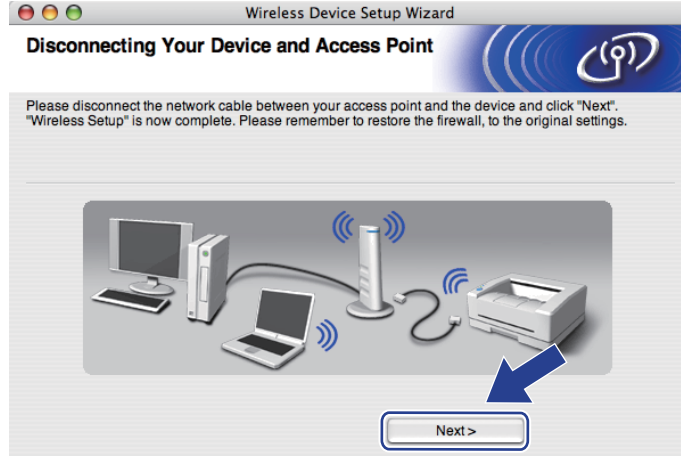 Wireless Device Setup Wizard
Disconnecting Your Device and Access Point
Please disconnect the network cable between your access point and the device and click "Next".
"Wireless Setup" is now complete. Please remember to restore the firewall, to the original settings.
Next >